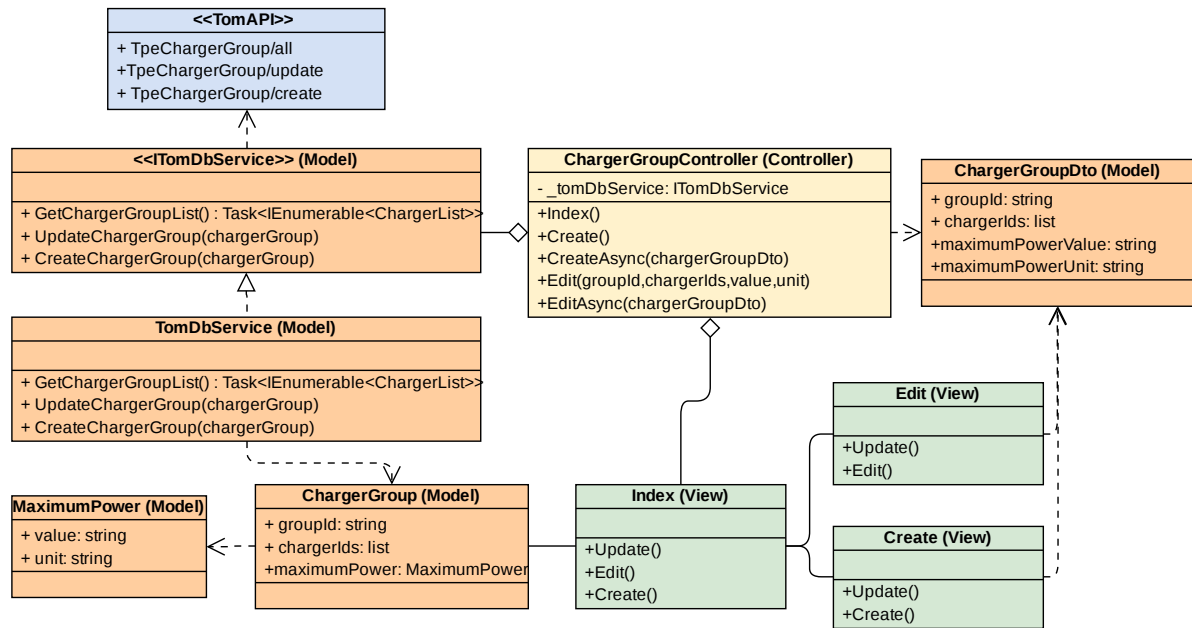 <<TomAPI>>
+ TpeChargerGroup/all
+TpeChargerGroup/update
+ TpeChargerGroup/create
<<ITomDbService>> (Model)
+ GetChargerGroupList() : Task<IEnumerable<ChargerList>>
+ UpdateChargerGroup(chargerGroup)
+ CreateChargerGroup(chargerGroup)
ChargerGroupController (Controller)
- _tomDbService: ITomDbService
+Index()
+Create()
+CreateAsync(chargerGroupDto)
+Edit(groupId,chargerIds,value,unit)
+EditAsync(chargerGroupDto)
ChargerGroupDto (Model)
+ groupId: string
+ chargerIds: list
+maximumPowerValue: string
+maximumPowerUnit: string
TomDbService (Model)
+ GetChargerGroupList() : Task<IEnumerable<ChargerList>>
+ UpdateChargerGroup(chargerGroup)
+ CreateChargerGroup(chargerGroup)
Edit (View)
+Update()
+Edit()
MaximumPower (Model)
+ value: string
+ unit: string
ChargerGroup (Model)
+ groupId: string
+ chargerIds: list
+maximumPower: MaximumPower
Index (View)
+Update()
+Edit()
+Create()
Create (View)
+Update()
+Create()